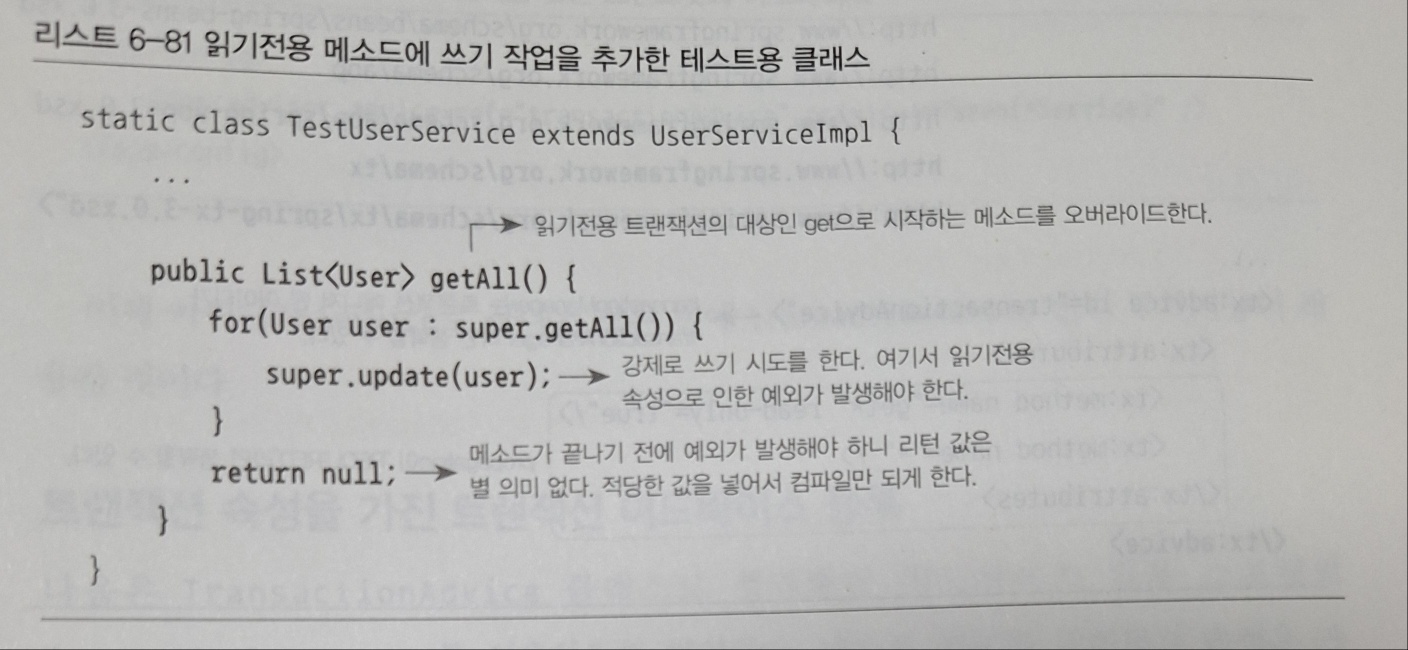 리스트 6-81 읽기전용 메소드에 쓰기 작업을 추가한 테스트용 클래스
static class TestUserService extends UserServiceImpl {
...
읽기전용 트랜잭션의 대상인 get으로 시작하는 메소드를 오버라이드한다.
public List<User> getAll() {
for(User user : super.getAll()) {
super.update(user); 강제로 쓰기 시도를 한다. 여기서 읽기전용
속성으로 인한 예외가 발생해야 한다.
}
메소드가 끝나기 전에 예외가 발생해야 하니 리턴 값은
return null; 별 의미 없다. 적당한 값을 넣어서 컴파일만 되게 한다.
}
}